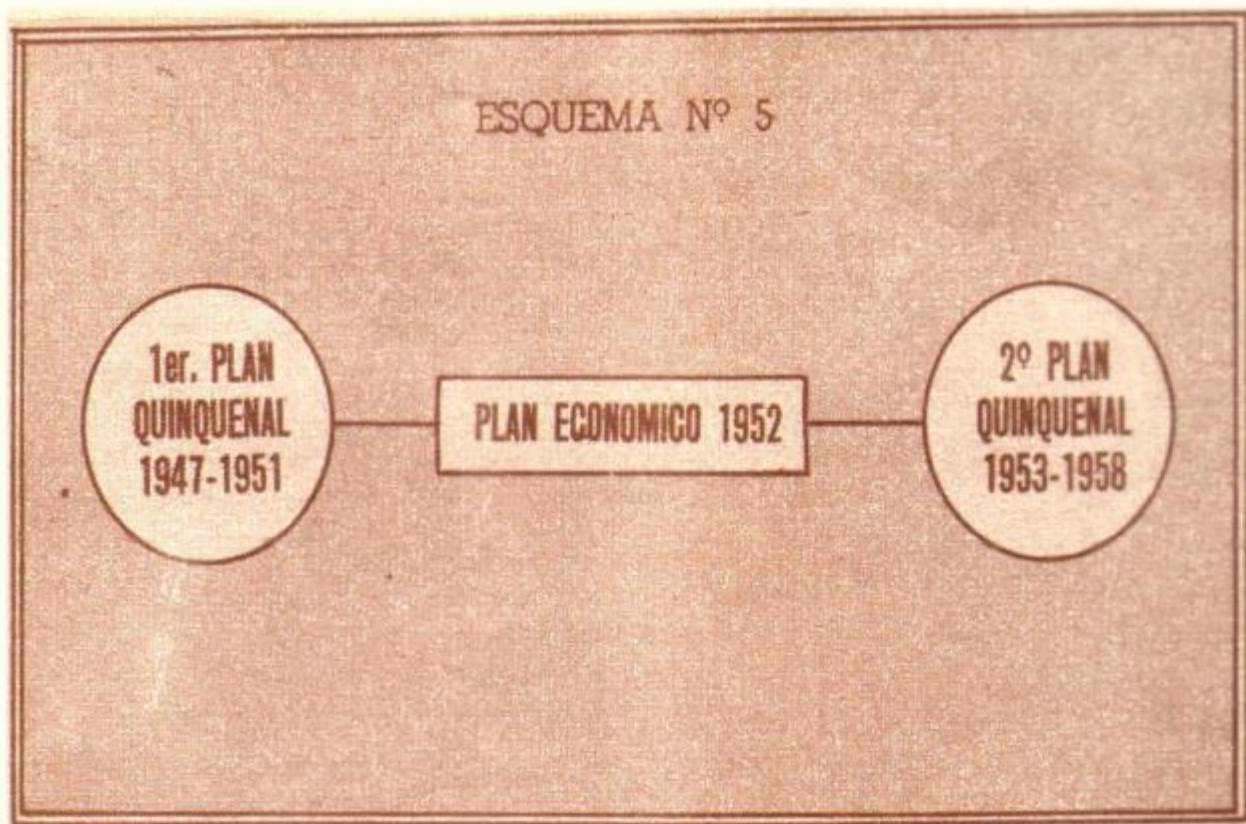 ESQUEMA Nº 5
1er. PLAN
QUINQUENAL
1947-1951
PLAN ECONOMICO 1952
2º PLAN
QUINQUENAL
1953-1958